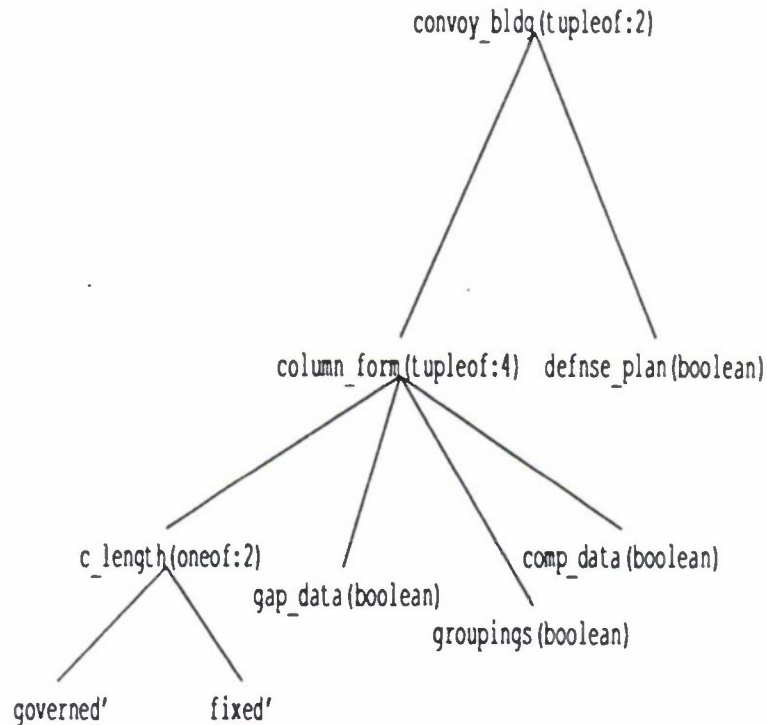 convoy_bldg(tupleof:2)
column_form(tupleof:4) defnse_plan(boolean)
c_length(oneof:2)
comp_data(boolean)
gap_data(boolean)
groupings(boolean)
governed' fixed'